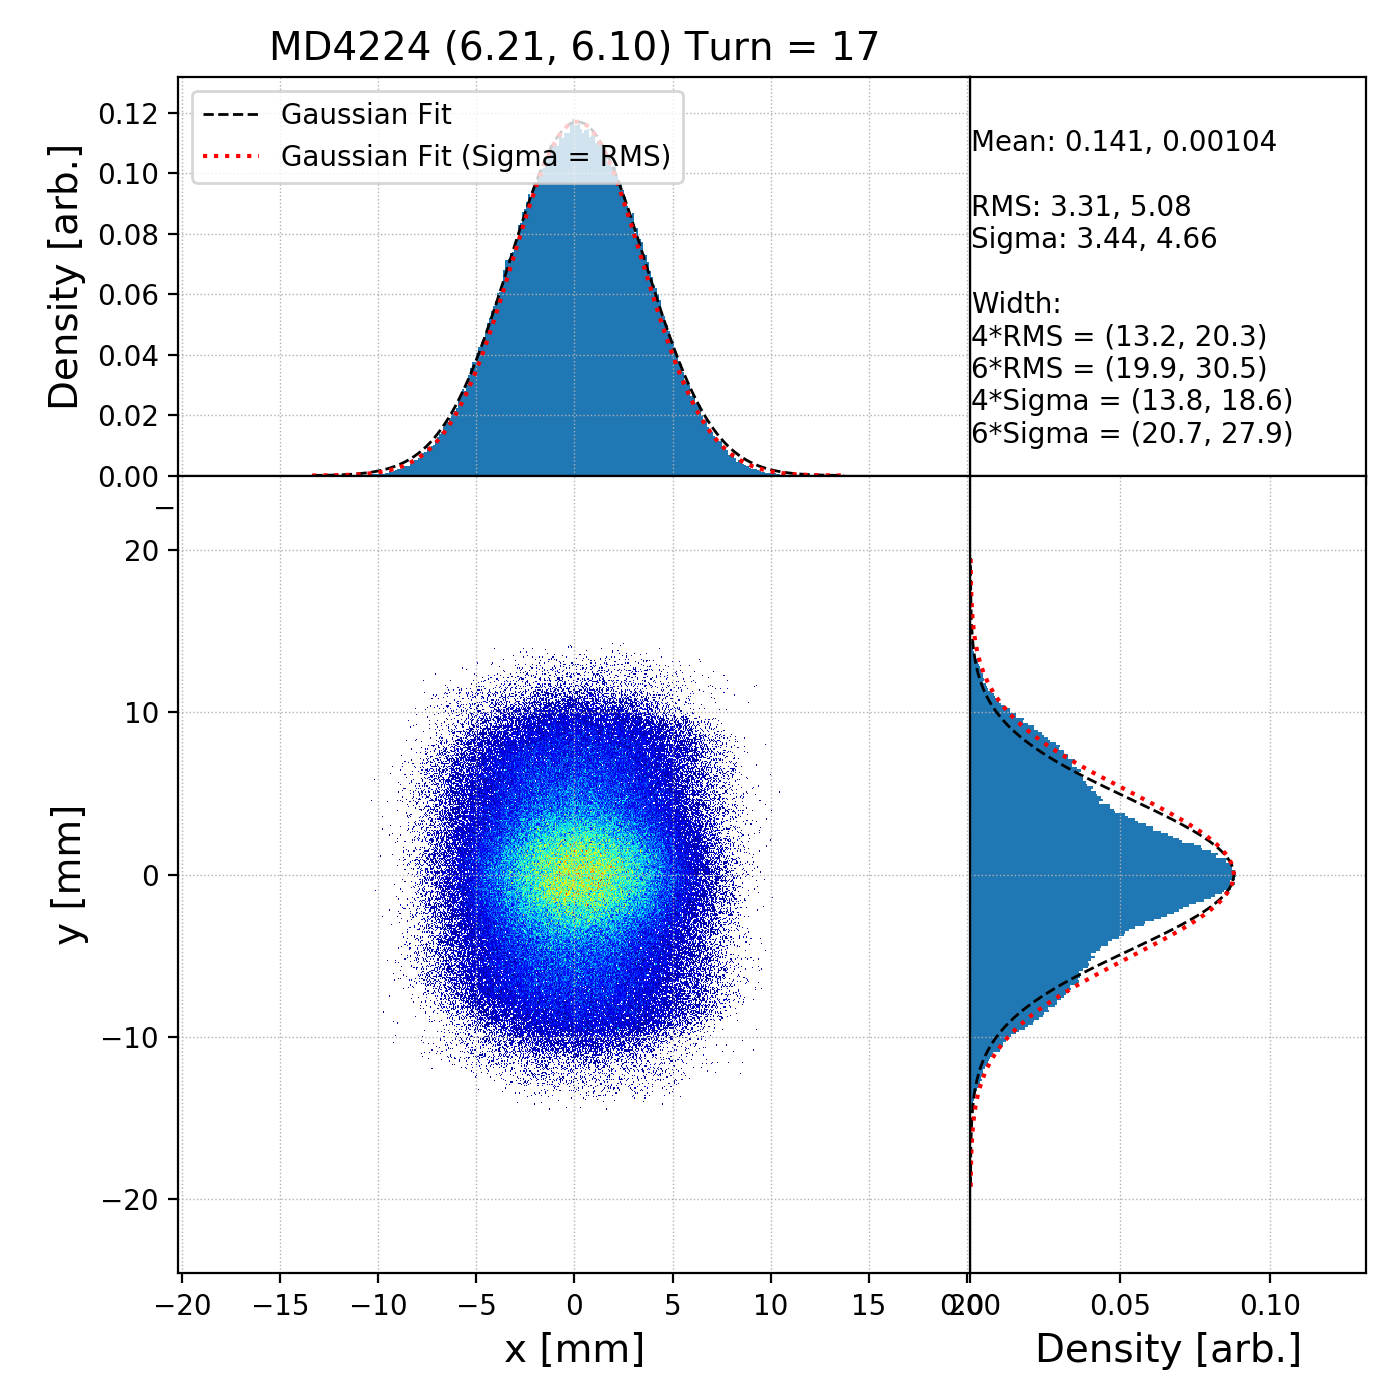 MD4224 (6.21, 6.10) Turn = 17
Gaussian Fit
Gaussian Fit (Sigma = RMS)
0.12
0.10
0.08
0.06
0.04
0.02
0.00
Density [arb.]
Mean: 0.141, 0.00104
RMS: 3.31, 5.08
Sigma: 3.44, 4.66
Width:
4*RMS = (13.2, 20.3)
6*RMS = (19.9, 30.5)
4*Sigma = (13.8, 18.6)
6*Sigma = (20.7, 27.9)
−
20
10
0
−10
−20
y [mm]
−20 −15 −10 −5 0 5 10 15
0.05 0.10
x [mm]
Density [arb.]